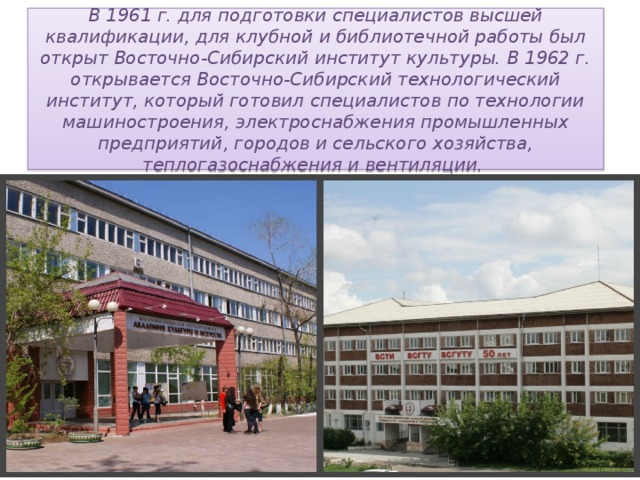 В 1961 г. для подготовки специалистов высшей
квалификации, для клубной и библиотечной работы был
открыт Восточно-Сибирский институт культуры. В 1962 г.
открывается Восточно-Сибирский технологический
институт, который готовил специалистов по технологии
машиностроения, электроснабжения промышленных
предприятий, городов и сельского хозяйства,
теплогазоснабжения и вентиляции.
АКАДЕМИЯ КУЛЬТУРЫ И ИСКУССТВ
ВСТИ ВСГТУ ВСГУТУ 50 ЛЕТ